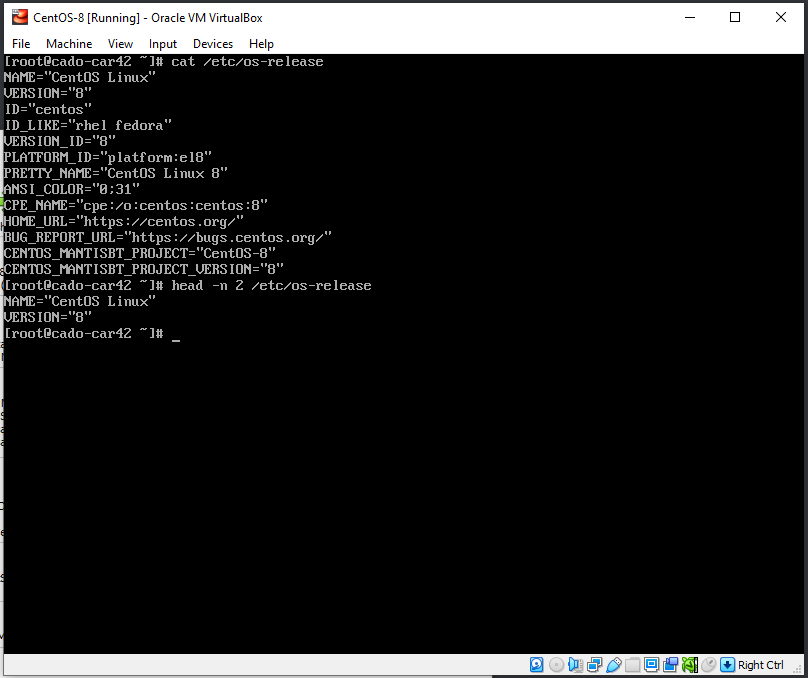 CentOS-8 [Running] - Oracle VM VirtualBox
File Machine View Input Devices Help
[root@cado-car42 ~]# cat /etc/os-release
NAME="CentOS Linux"
VERSION="8"
ID="centos"
ID_LIKE="rhel fedora"
VERSION_ID="8"
PLATFORM_ID="platform:el8"
PRETTY_NAME="CentOS Linux 8"
ANSI_COLOR="0;31"
CPE_NAME="cpe:/o:centos:centos:8"
HOME_URL="https://centos.org/"
BUG_REPORT_URL="https://bugs.centos.org/"
CENTOS_MANTISBT_PROJECT="CentOS-8"
CENTOS_MANTISBT_PROJECT_VERSION="8"
[root@cado-car42 ~]# head -n 2 /etc/os-release
NAME="CentOS Linux"
VERSION="8"
[root@cado-car42 ~]# _
Right Ctrl